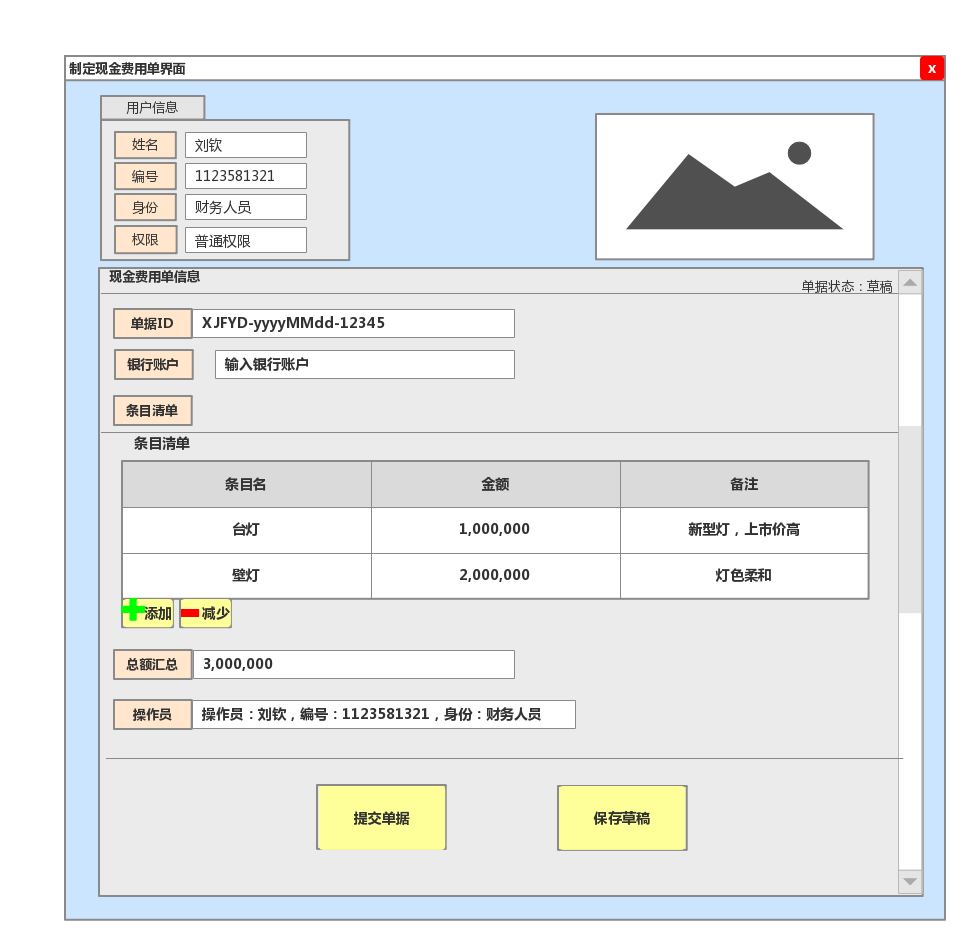 制定现金费用单界面
x
用户信息
姓名 刘钦
编号 1123581321
身份 财务人员
权限 普通权限
现金费用单信息
单据状态：草稿
单据ID XJFYD-yyyyMMdd-12345
银行账户 输入银行账户
条目清单
条目清单
条目名 金额 备注
台灯 1,000,000 新型灯，上市价高
壁灯 2,000,000 灯色柔和
添加 减少
总额汇总 3,000,000
操作员 操作员：刘钦，编号：1123581321，身份：财务人员
提交单据 保存草稿